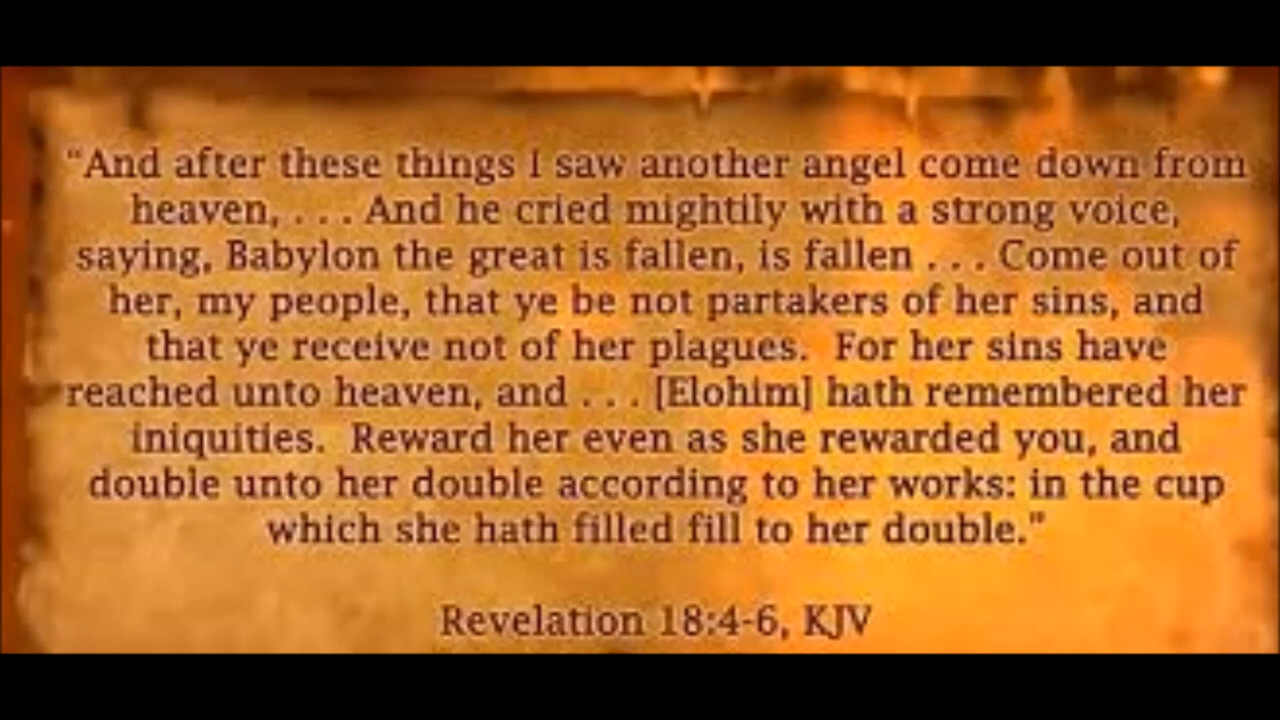 “And after these things I saw another angel come down from
heaven, . . . And he cried mightily with a strong voice,
saying, Babylon the great is fallen, is fallen . . . Come out of
her, my people, that ye be not partakers of her sins, and
that ye receive not of her plagues.  For her sins have
reached unto heaven, and . . . [Elohim] hath remembered her
iniquities.  Reward her even as she rewarded you, and
double unto her double according to her works: in the cup
which she hath filled fill to her double.”
Revelation 18:4-6, KJV